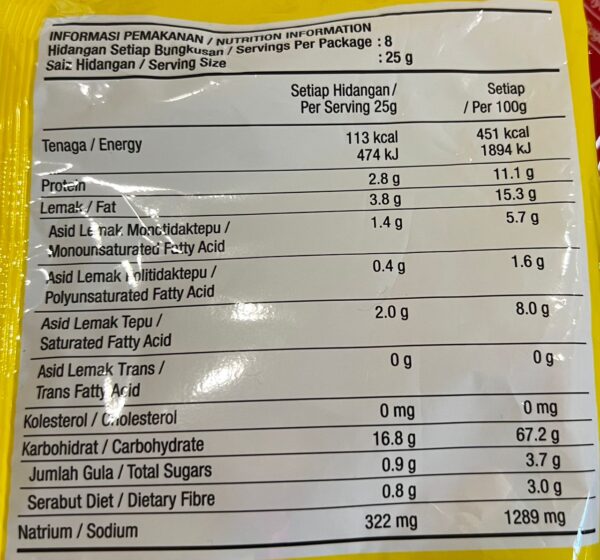 INFORMASI PEMAKANAN / NUTRITION INFORMATION
Hidangan Setiap Bungkusan / Servings Per Package : 8
Saiz Hidangan / Serving Size : 25 g
Setiap Hidangan / Setiap
Per Serving 25g / Per 100g
Tenaga / Energy 113 kcal 451 kcal
474 kJ 1894 kJ
Protein 2.8 g 11.1 g
Lemak / Fat 3.8 g 15.3 g
Asid Lemak Monotidaktepu / 1.4 g 5.7 g
Monounsaturated Fatty Acid
Asid Lemak Politidaktepu / 0.4 g 1.6 g
Polyunsaturated Fatty Acid
Asid Lemak Tepu / 2.0 g 8.0 g
Saturated Fatty Acid
Asid Lemak Trans / 0 g 0 g
Trans Fatty Acid
Kolesterol / Cholesterol 0 mg 0 mg
Karbohidrat / Carbohydrate 16.8 g 67.2 g
Jumlah Gula / Total Sugars 0.9 g 3.7 g
Serabut Diet / Dietary Fibre 0.8 g 3.0 g
Natrium / Sodium 322 mg 1289 mg